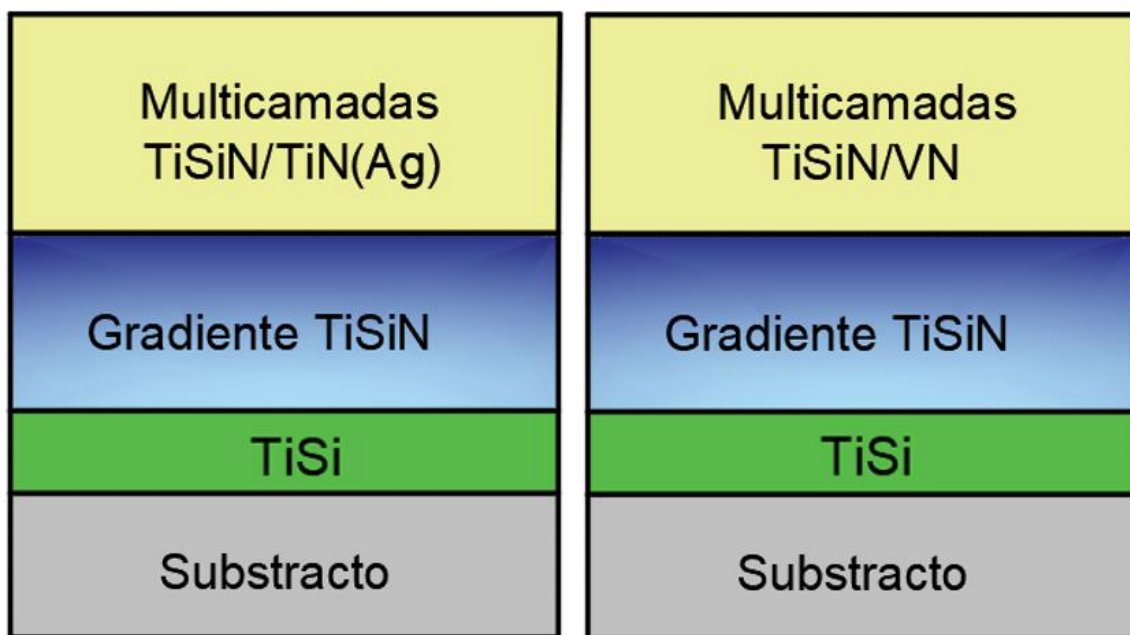 Multicamadas
TiSiN/TiN(Ag)
Gradiente TiSiN
TiSi
Substracto
Multicamadas
TiSiN/VN
Gradiente TiSiN
TiSi
Substracto